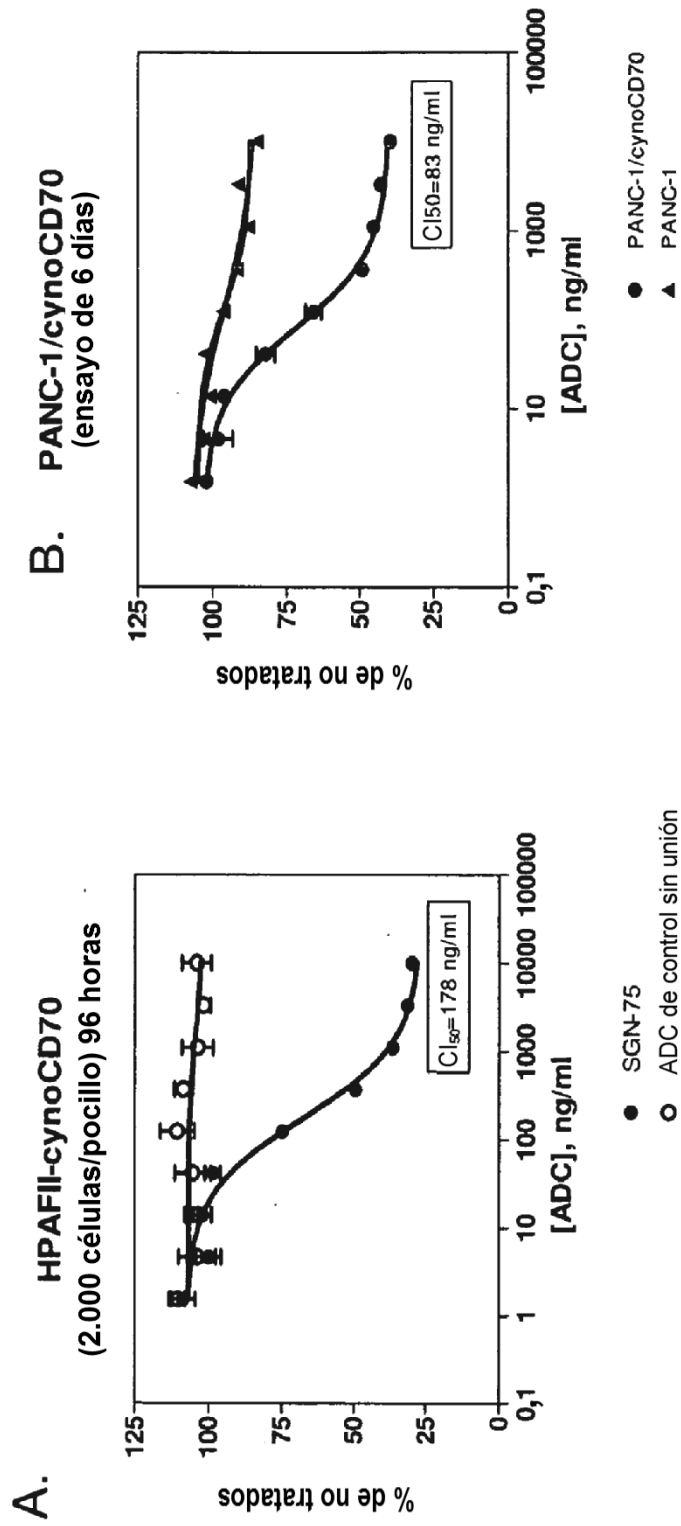 A.
HPAFII-cynoCD70
(2.000 células/pocillo) 96 horas
% de no tratados
125
100
75
50
25
0
CI₅₀=178 ng/ml
0,1
1
10
100
1000
10000
100000
[ADC], ng/ml
SGN-75
ADC de control sin unión
B.
PANC-1/cynoCD70
(ensayo de 6 días)
% de no tratados
125
100
75
50
25
0
CI50=83 ng/ml
0,1
10
1000
100000
[ADC], ng/ml
PANC-1/cynoCD70
PANC-1